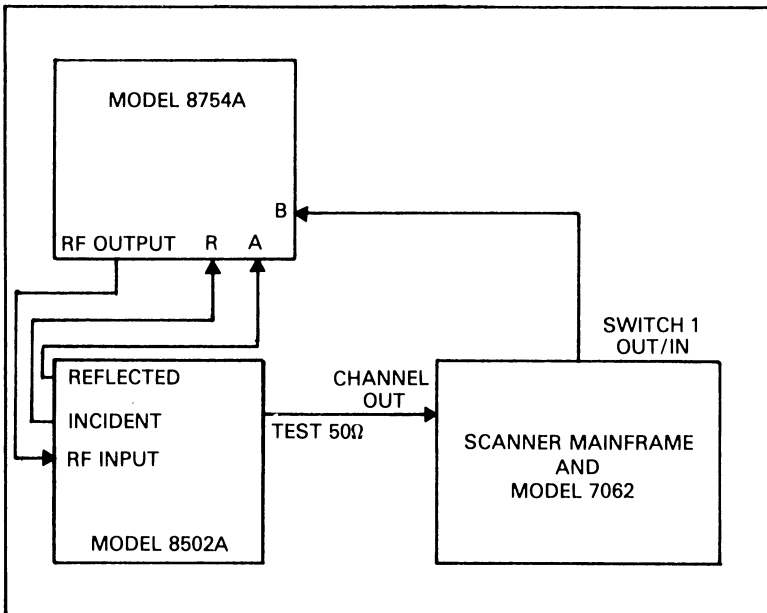 MODEL 8754A
B
RF OUTPUT R A
SWITCH 1
OUT/IN
REFLECTED
CHANNEL
OUT
INCIDENT
TEST 50Ω
RF INPUT
SCANNER MAINFRAME
AND
MODEL 7062
MODEL 8502A